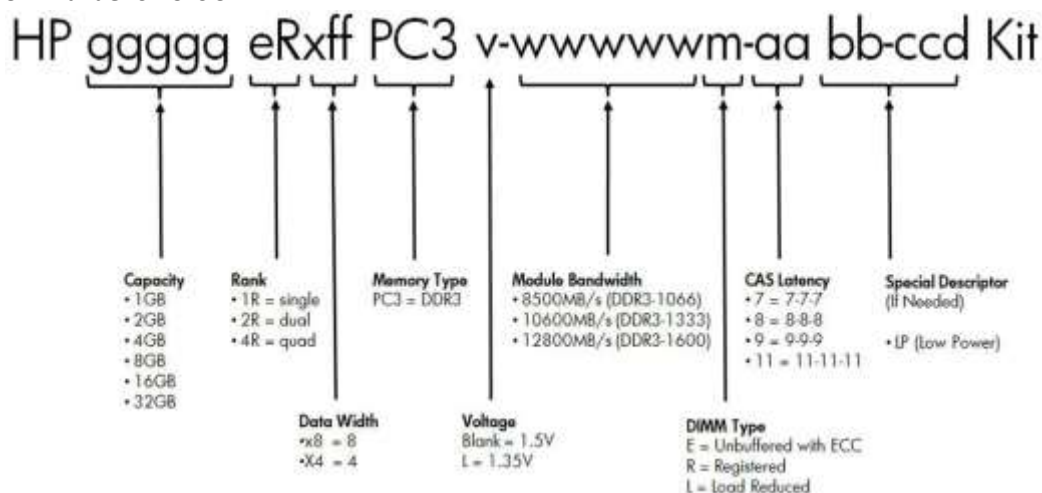 HP ggggg eRxff PC3 v-wwwwwm-aa bb-ccd Kit
Capacity
• 1GB
• 2GB
• 4GB
• 8GB
• 16GB
• 32GB
Rank
• 1R = single
• 2R = dual
• 4R = quad
Memory Type
PC3 = DDR3
Module Bandwidth
• 8500MB/s (DDR3-1066)
• 10600MB/s (DDR3-1333)
• 12800MB/s (DDR3-1600)
CAS Latency
• 7 = 7-7-7
• 8 = 8-8-8
• 9 = 9-9-9
• 11 = 11-11-11
Special Descriptor
(If Needed)
• LP (Low Power)
Data Width
•x8 = 8
•X4 = 4
Voltage
Blank = 1.5V
L = 1.35V
DIMM Type
E = Unbuffered with ECC
R = Registered
L = Load Reduced